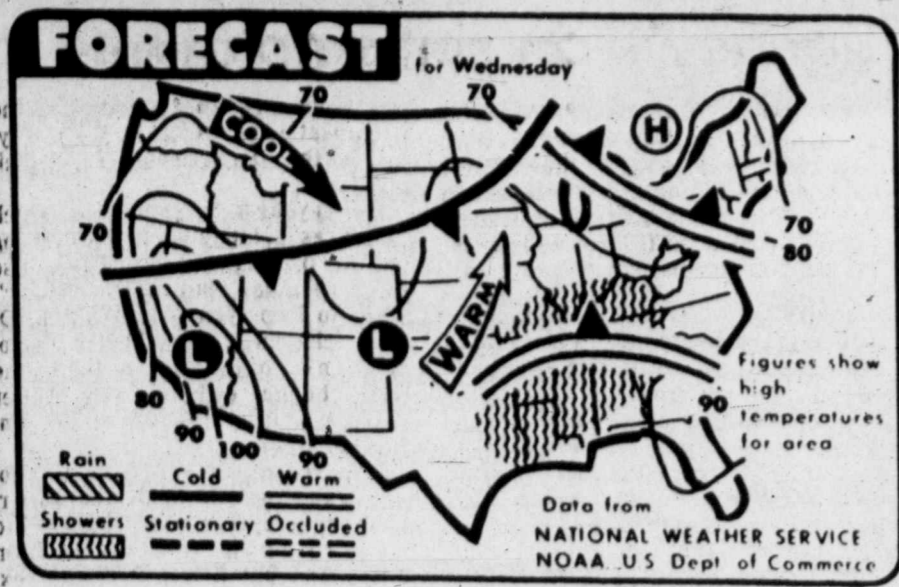 FORECAST
for Wednesday
70
70
COOL
H
70
70
80
L
L
WARM
80
90
100
90
90
Figures show
high
temperatures
for area
Rain
Showers
Cold
Warm
Stationary
Occluded
Data from
NATIONAL WEATHER SERVICE
NOAA U S Dept of Commerce